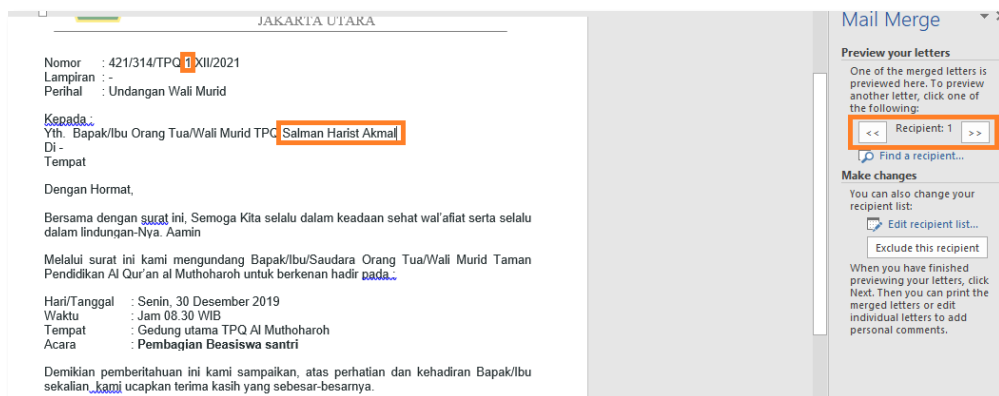 JAKARTA UTARA
Nomor : 421/314/TPQ/1/XII/2021
Lampiran : -
Perihal : Undangan Wali Murid
Kepada :
Yth. Bapak/Ibu Orang Tua/Wali Murid TPQ Salman Harist Akmal
Di -
Tempat
Dengan Hormat,
Bersama dengan surat ini, Semoga Kita selalu dalam keadaan sehat wal'afiat serta selalu
dalam lindungan-Nya. Aamin
Melalui surat ini kami mengundang Bapak/Ibu/Saudara Orang Tua/Wali Murid Taman
Pendidikan Al Qur'an al Muthoharoh untuk berkenan hadir pada :
Hari/Tanggal : Senin, 30 Desember 2019
Waktu : Jam 08.30 WIB
Tempat : Gedung utama TPQ Al Muthoharoh
Acara : Pembagian Beasiswa santri
Demikian pemberitahuan ini kami sampaikan, atas perhatian dan kehadiran Bapak/Ibu
sekalian kami ucapkan terima kasih yang sebesar-besarnya.
Mail Merge
Preview your letters
One of the merged letters is
previewed here. To preview
another letter, click one of
the following:
<< Recipient: 1 >>
Find a recipient...
Make changes
You can also change your
recipient list:
Edit recipient list...
Exclude this recipient
When you have finished
previewing your letters, click
Next. Then you can print the
merged letters or edit
individual letters to add
personal comments.